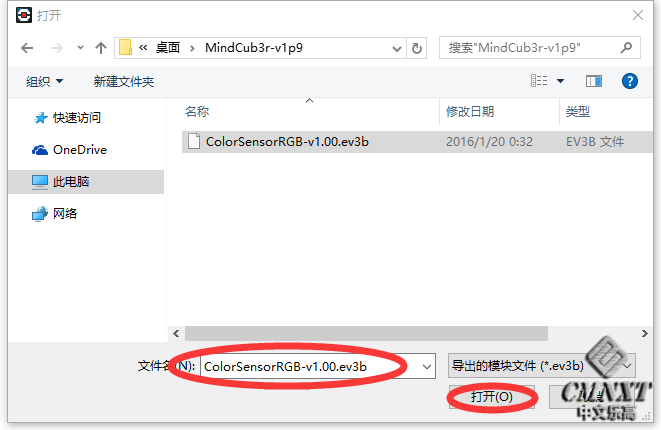 打开
« 桌面 > MindCub3r-v1p9
搜索"MindCub3r-v1p9"
组织
新建文件夹
快速访问
OneDrive
此电脑
网络
名称
修改日期
类型
ColorSensorRGB-v1.00.ev3b
2016/1/20 0:32
EV3B 文件
文件名(N):
ColorSensorRGB-v1.00.ev3b
导出的模块文件 (*.ev3b)
打开(O)
CMNXT
中文乐高